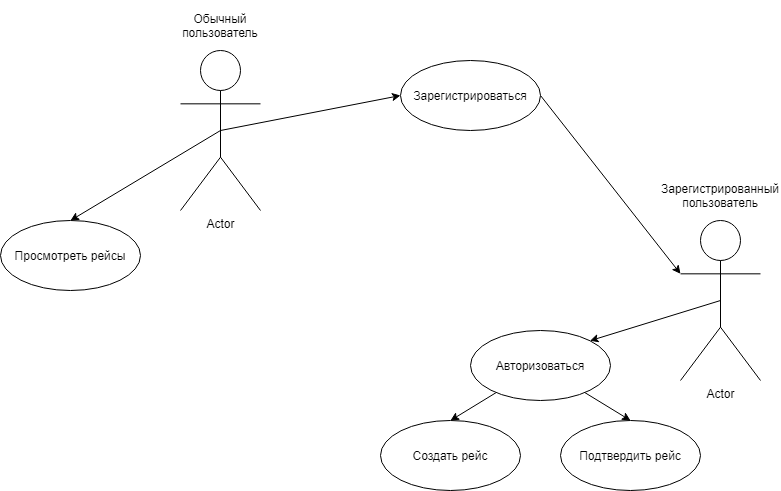 Обычный
пользователь
Зарегистрироваться
Зарегистрированный
пользователь
Actor
Просмотреть рейсы
Авторизоваться
Actor
Создать рейс
Подтвердить рейс